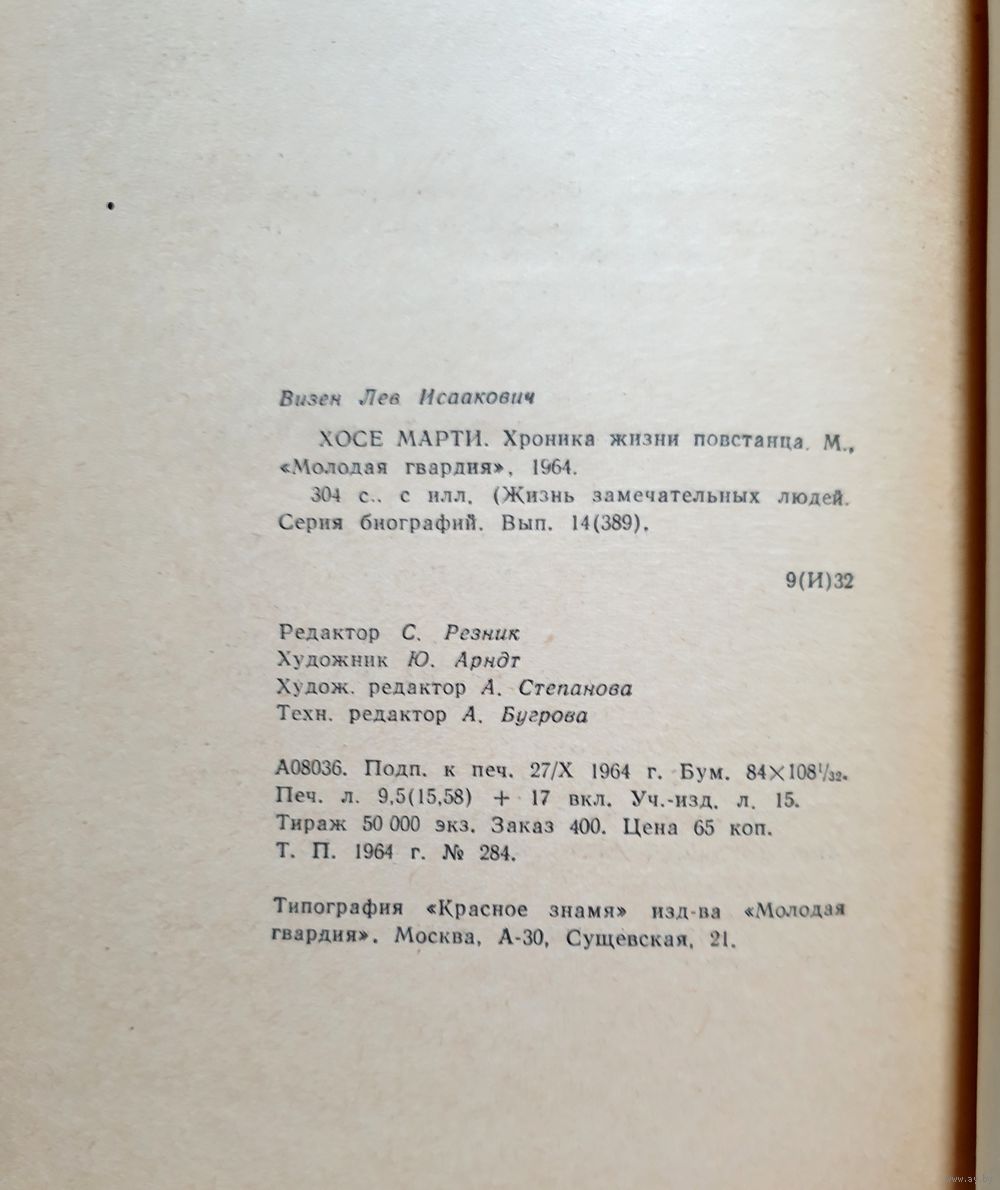 Визен Лев Исаакович
ХОСЕ МАРТИ. Хроника жизни повстанца. М.,
«Молодая гвардия», 1964.
304 с., с илл. (Жизнь замечательных людей.
Серия биографий. Вып. 14(389).
9(И)32
Редактор С. Резник
Художник Ю. Арндт
Худож. редактор А. Степанова
Техн. редактор А. Бугрова
А08036. Подп. к печ. 27/X 1964 г. Бум. 84×108¹/₃₂.
Печ. л. 9,5(15,58) + 17 вкл. Уч.-изд. л. 15.
Тираж 50 000 экз. Заказ 400. Цена 65 коп.
Т. П. 1964 г. № 284.
Типография «Красное знамя» изд-ва «Молодая
гвардия». Москва, А-30, Сущевская, 21.